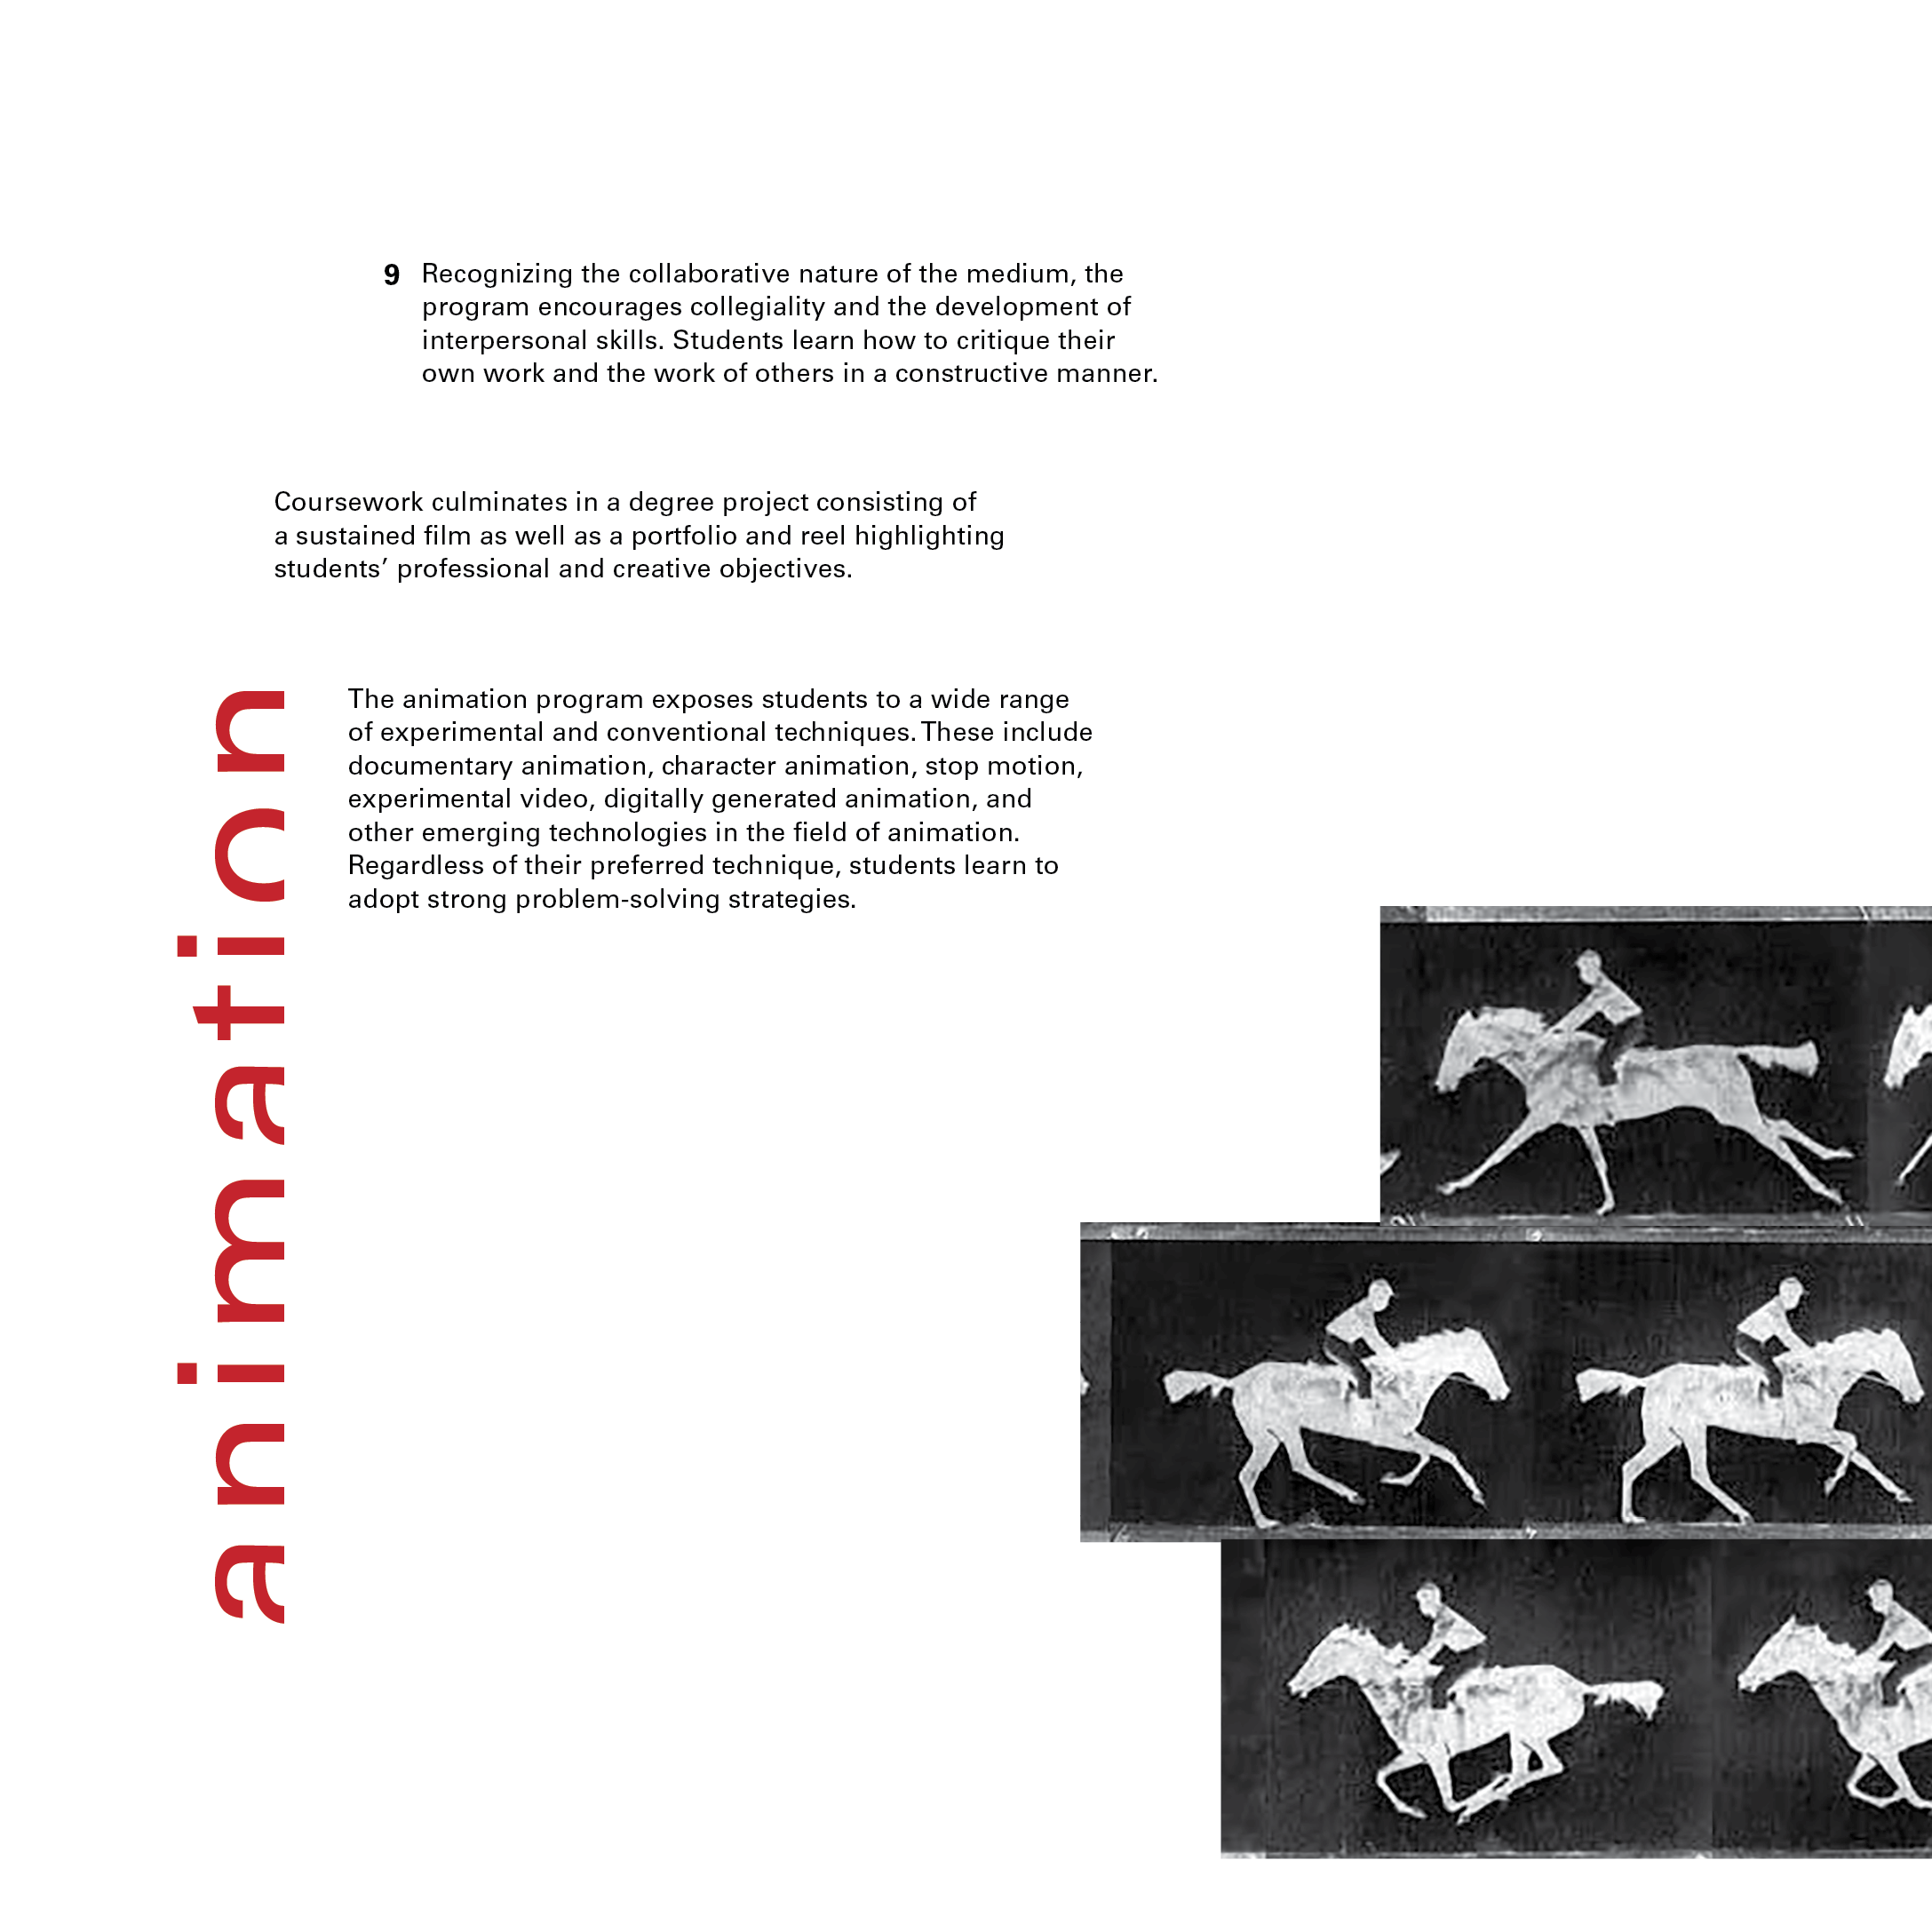 9 Recognizing the collaborative nature of the medium, the
program encourages collegiality and the development of
interpersonal skills. Students learn how to critique their
own work and the work of others in a constructive manner.
Coursework culminates in a degree project consisting of
a sustained film as well as a portfolio and reel highlighting
students’ professional and creative objectives.
animation
The animation program exposes students to a wide range
of experimental and conventional techniques. These include
documentary animation, character animation, stop motion,
experimental video, digitally generated animation, and
other emerging technologies in the field of animation.
Regardless of their preferred technique, students learn to
adopt strong problem-solving strategies.